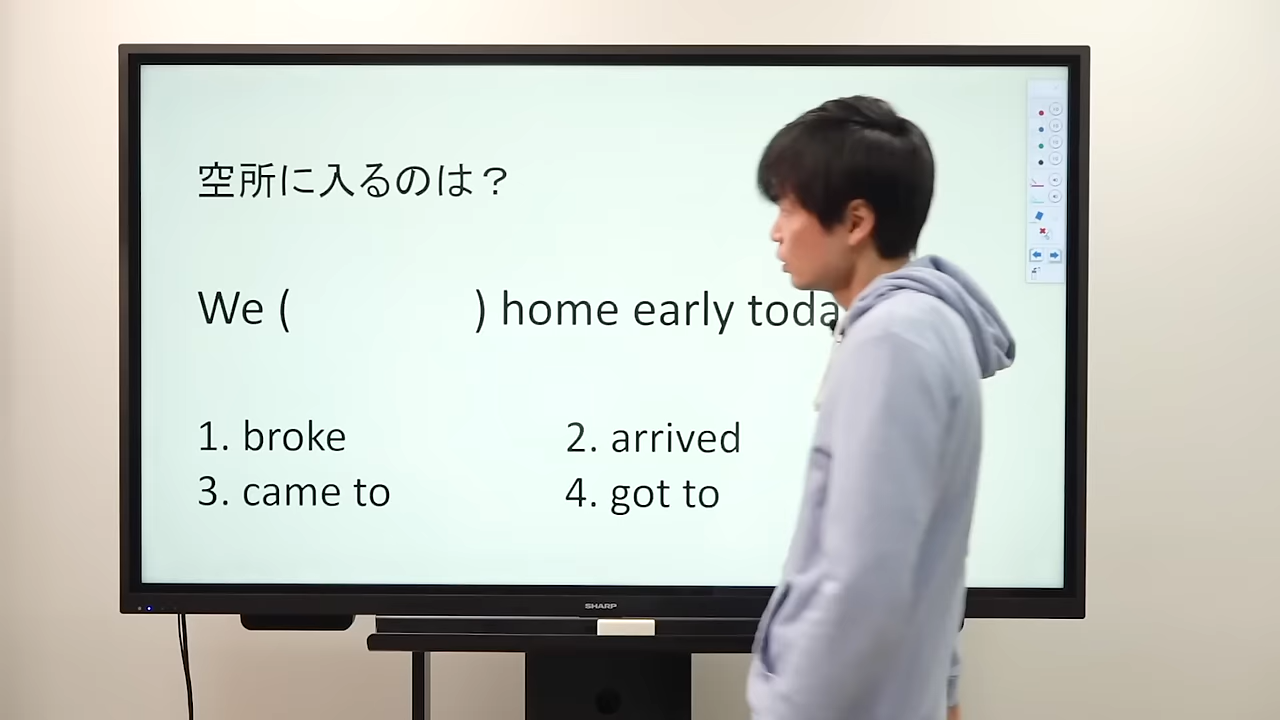 空所に入るのは？
We (　　　　) home early toda
1. broke
2. arrived
3. came to
4. got to
SHARP